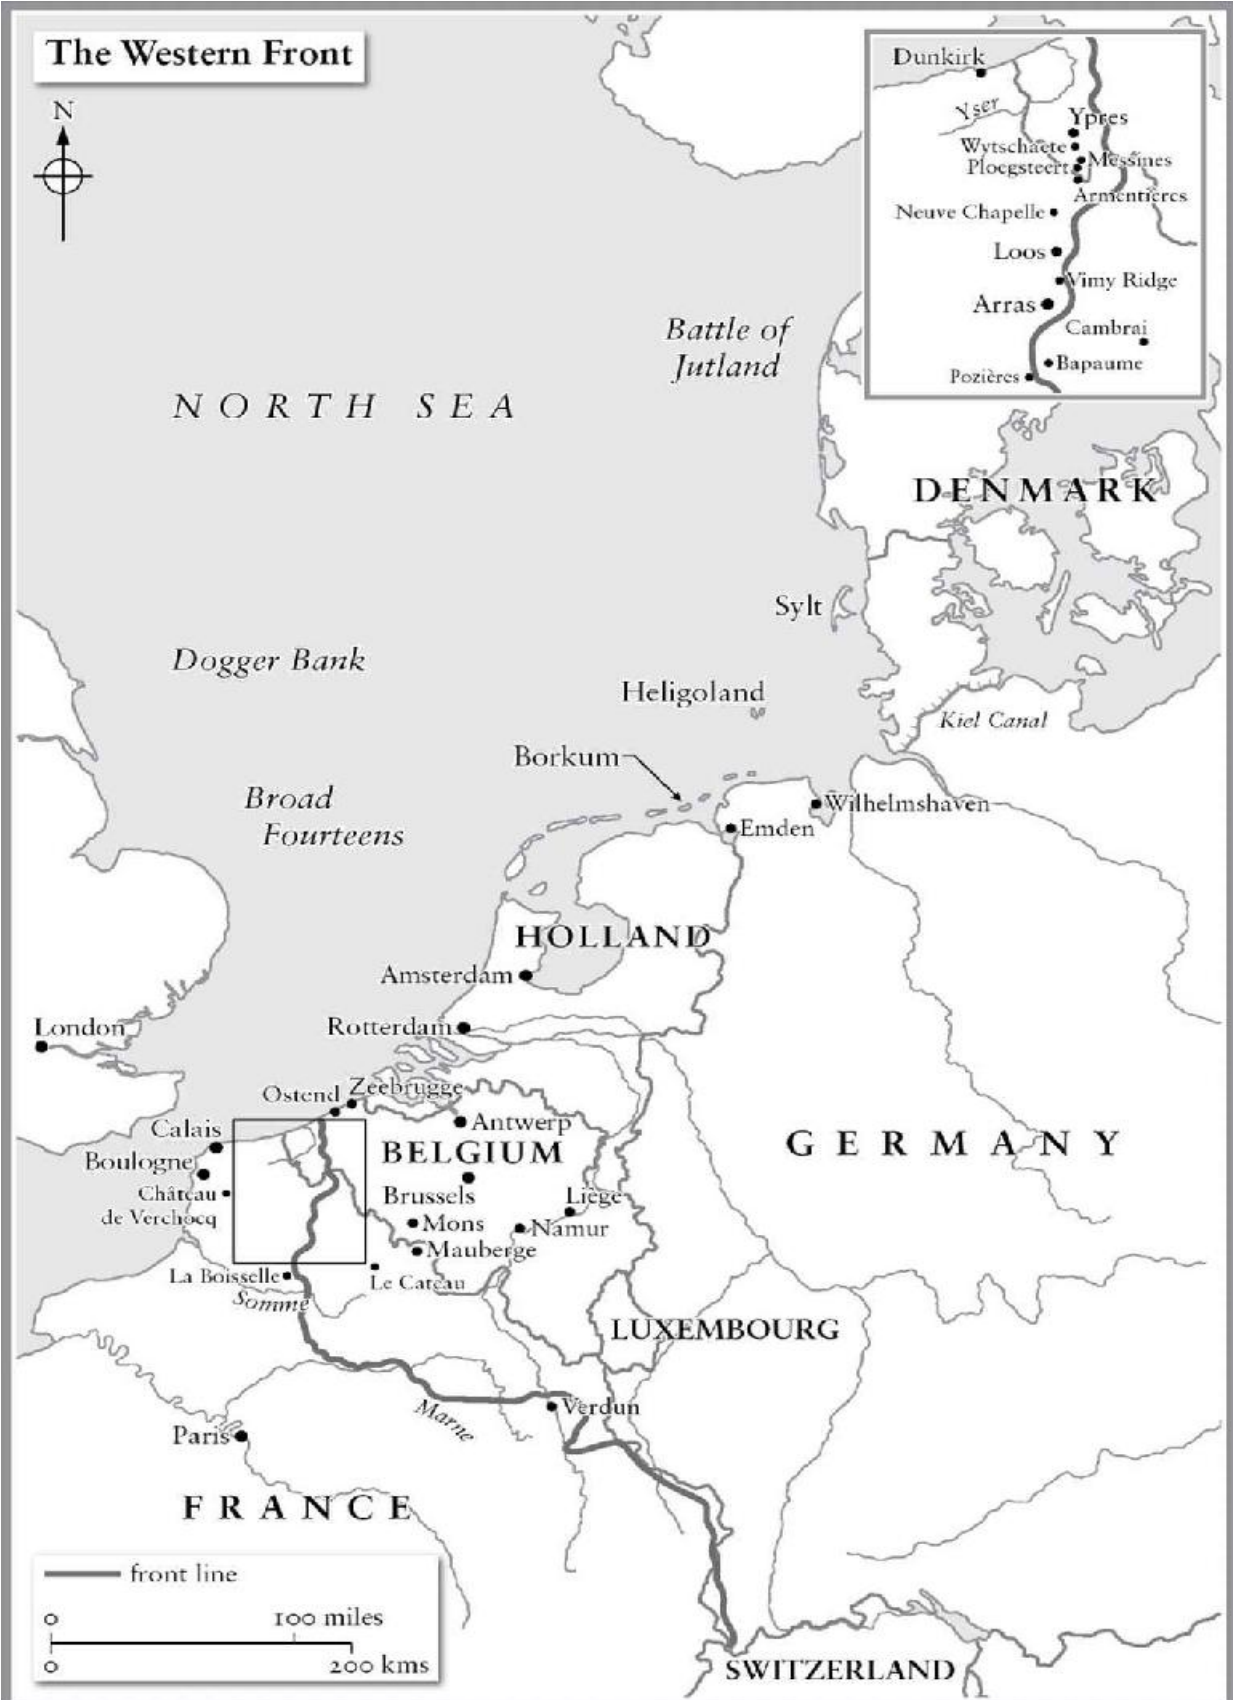 The Western Front
N
Dunkirk
Yser
Ypres
Wytschaete
Messines
Ploegsteert
Armentières
Neuve Chapelle
Loos
Vimy Ridge
Arras
Cambrai
Bapaume
Pozières
Battle of
Jutland
NORTH SEA
DENMARK
Sylt
Dogger Bank
Heligoland
Kiel Canal
Borkum
Broad
Fourteens
Wilhelmshaven
Emden
HOLLAND
Amsterdam
London
Rotterdam
Ostend
Zeebrugge
Calais
Antwerp
BELGIUM
GERMANY
Boulogne
Château
de Verchocq
Brussels
Liège
Mons
Namur
Mauberge
La Boisselle
Le Cateau
Somme
LUXEMBOURG
Marne
Verdun
Paris
FRANCE
front line
0 100 miles
0 200 kms
SWITZERLAND